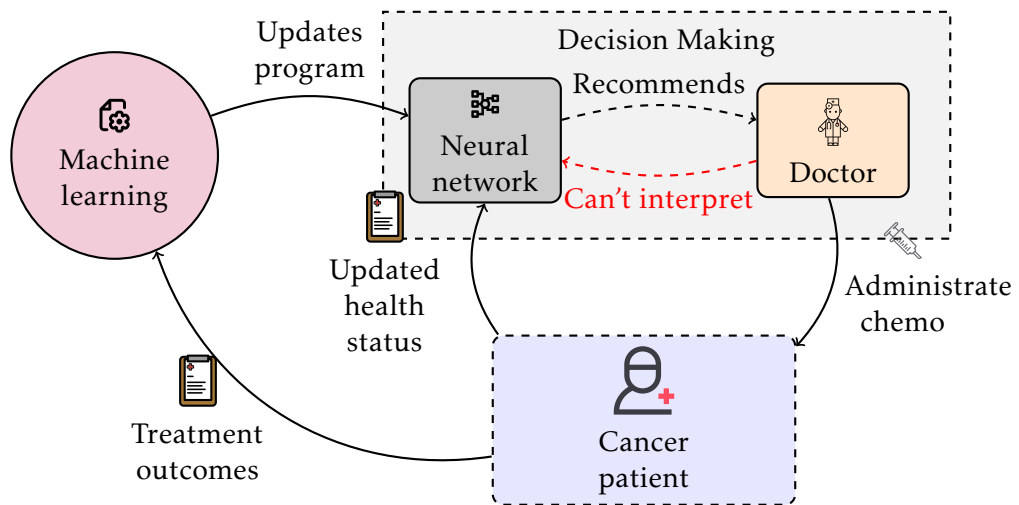 Updates
program
Decision Making
Recommends
Machine
learning
Neural
network
Doctor
Can't interpret
Updated
health
status
Administrate
chemo
Treatment
outcomes
Cancer
patient